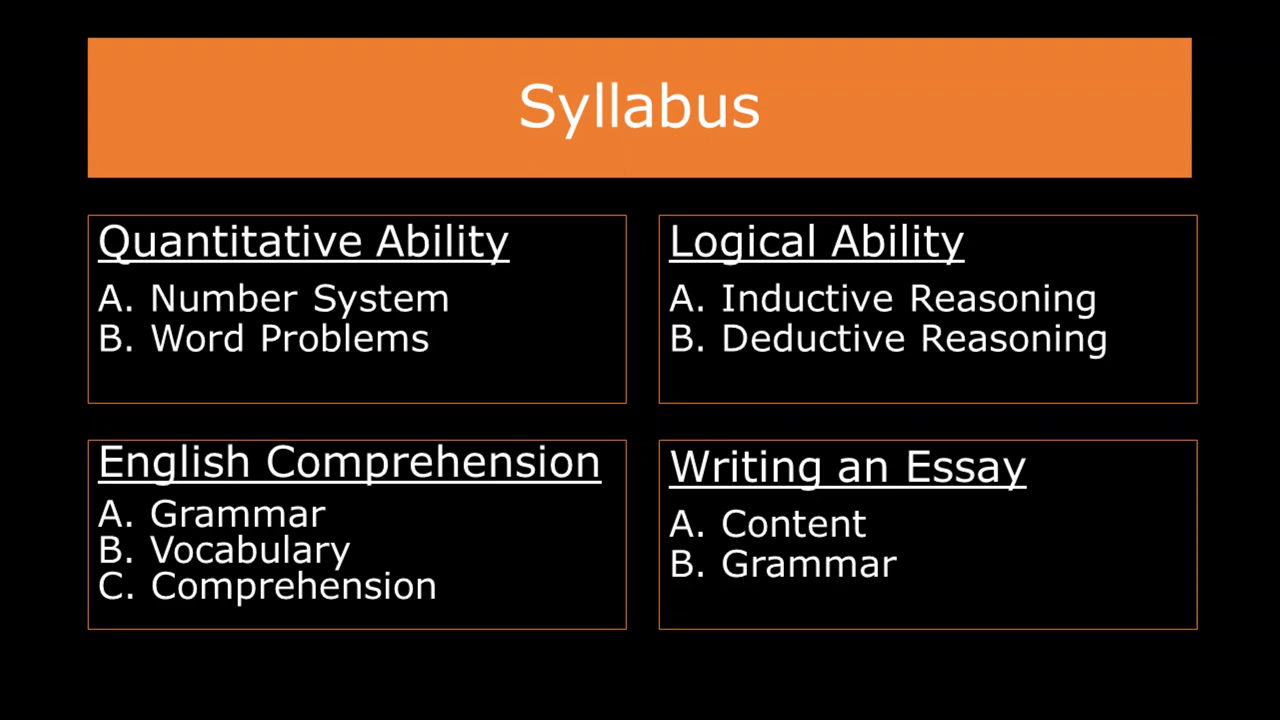 Syllabus
Quantitative Ability
A. Number System
B. Word Problems
Logical Ability
A. Inductive Reasoning
B. Deductive Reasoning
English Comprehension
A. Grammar
B. Vocabulary
C. Comprehension
Writing an Essay
A. Content
B. Grammar